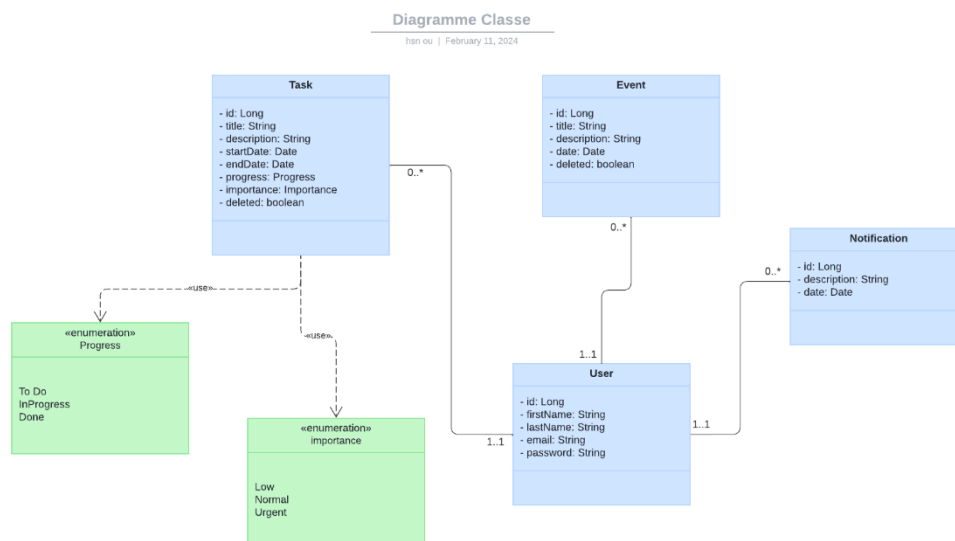 Diagramme Classe
hsn ou | February 11, 2024
Task
- id: Long
- title: String
- description: String
- startDate: Date
- endDate: Date
- progress: Progress
- importance: Importance
- deleted: boolean
0..*
Event
- id: Long
- title: String
- description: String
- date: Date
- deleted: boolean
0..*
Notification
- id: Long
- description: String
- date: Date
0..*
«use»
«use»
«enumeration»
Progress
To Do
InProgress
Done
«enumeration»
importance
Low
Normal
Urgent
1..1
User
- id: Long
- firstName: String
- lastName: String
- email: String
- password: String
1..1
1..1